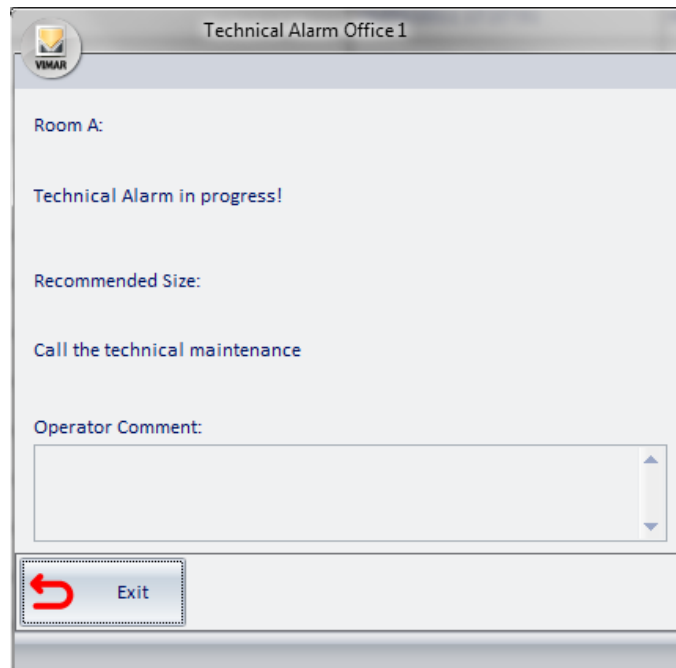 Technical Alarm Office 1
VIMAR
Room A:
Technical Alarm in progress!
Recommended Size:
Call the technical maintenance
Operator Comment:
Exit